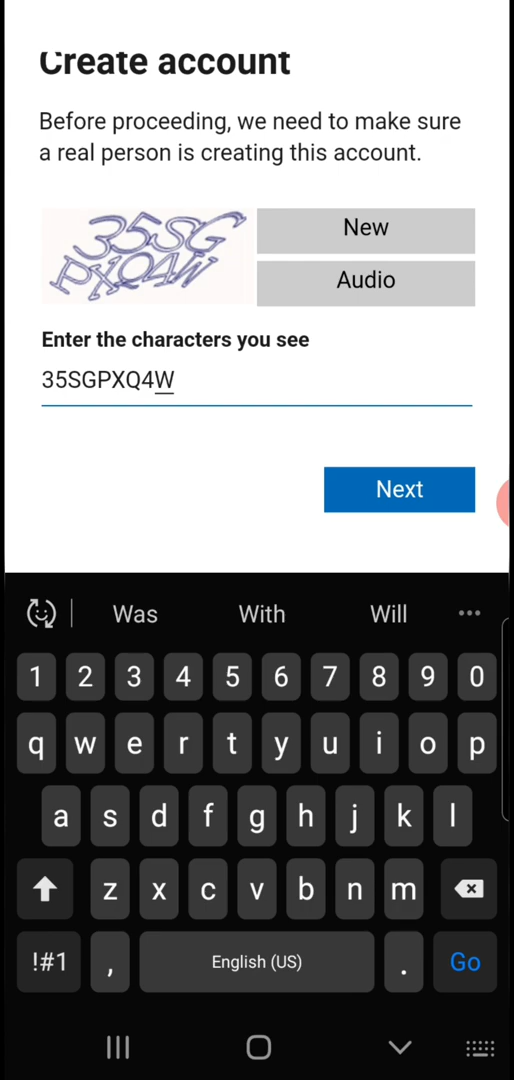 Create account
Before proceeding, we need to make sure
a real person is creating this account.
35SG
PXQ4W
New
Audio
Enter the characters you see
35SGPXQ4W
Next
Was With Will
1 2 3 4 5 6 7 8 9 0
q w e r t y u i o p
a s d f g h j k l
z x c v b n m
!#1 , English (US) . Go